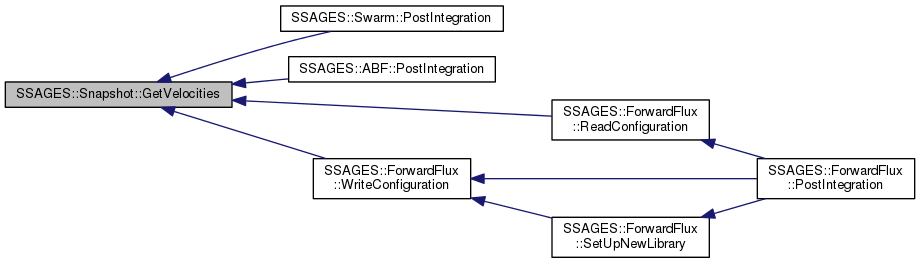 SSAGES::Swarm::PostIntegration
SSAGES::ABF::PostIntegration
SSAGES::Snapshot::GetVelocities
SSAGES::ForwardFlux
::ReadConfiguration
SSAGES::ForwardFlux
::WriteConfiguration
SSAGES::ForwardFlux
::PostIntegration
SSAGES::ForwardFlux
::SetUpNewLibrary